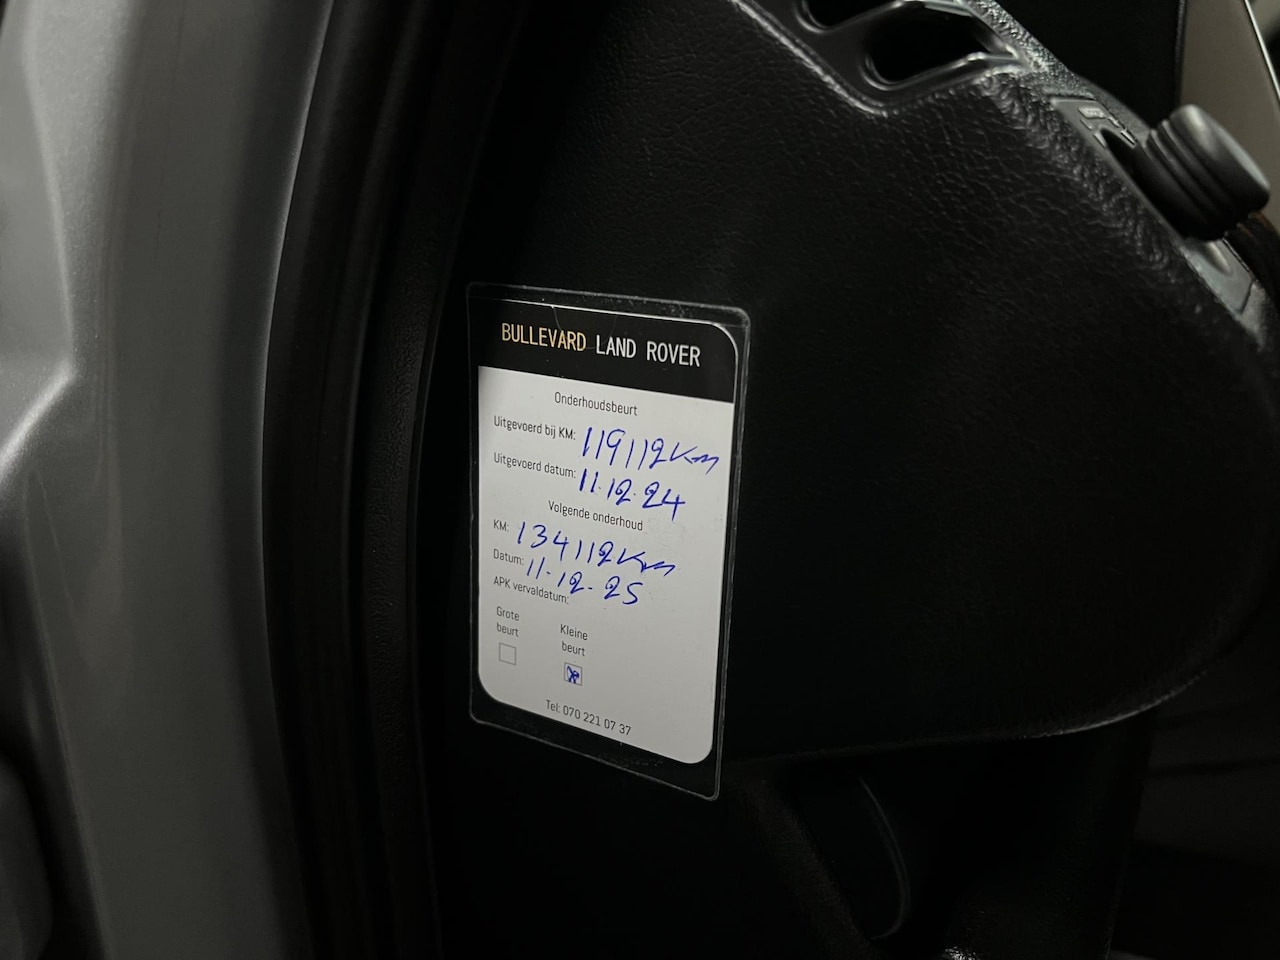 BULLEVARD LAND ROVER
Onderhoudsbeurt
Uitgevoerd bij KM: 119112km
Uitgevoerd datum: 11.12.24
Volgende onderhoud
KM: 134112km
Datum: 11-12-25
APK vervaldatum:
Grote beurt
Kleine beurt
Tel: 070 221 07 37